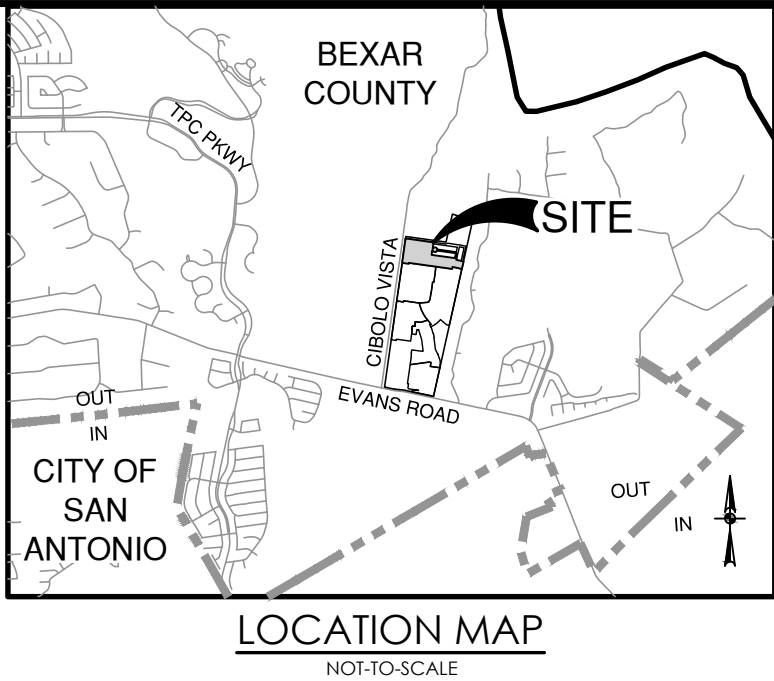 BEXAR
COUNTY
TPC PKWY
SITE
CIBOLO VISTA
EVANS ROAD
OUT
IN
CITY OF
SAN
ANTONIO
OUT
IN
LOCATION MAP
NOT-TO-SCALE